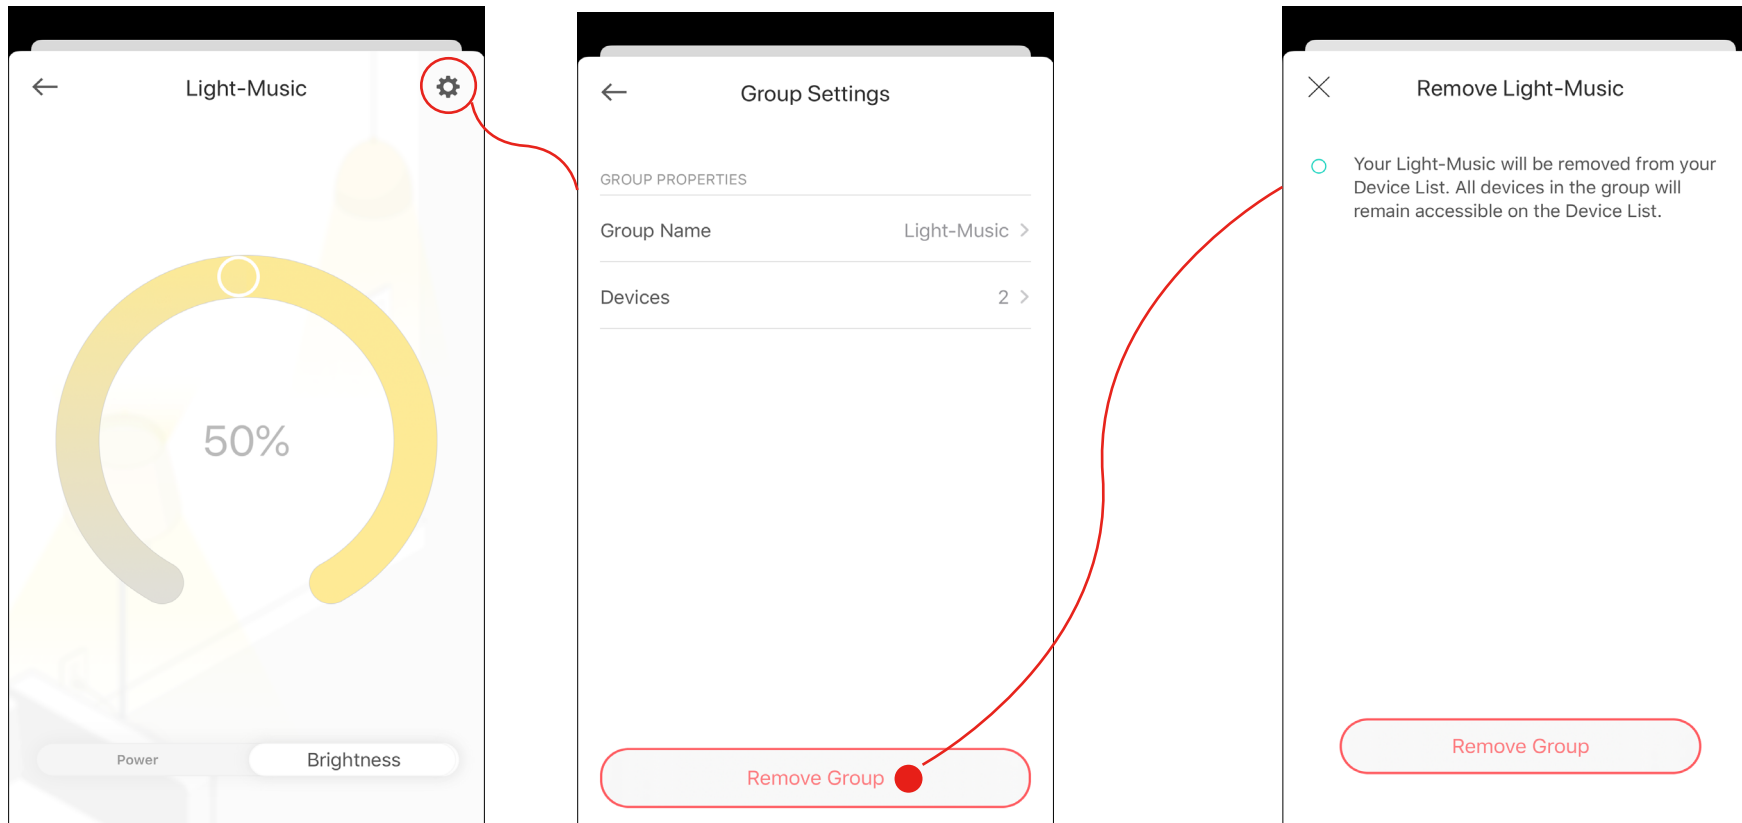 Light-Music
50%
Power
Brightness
Group Settings
GROUP PROPERTIES
Group Name
Light-Music
Devices
2
Remove Group
Remove Light-Music
Your Light-Music will be removed from your
Device List. All devices in the group will
remain accessible on the Device List.
Remove Group